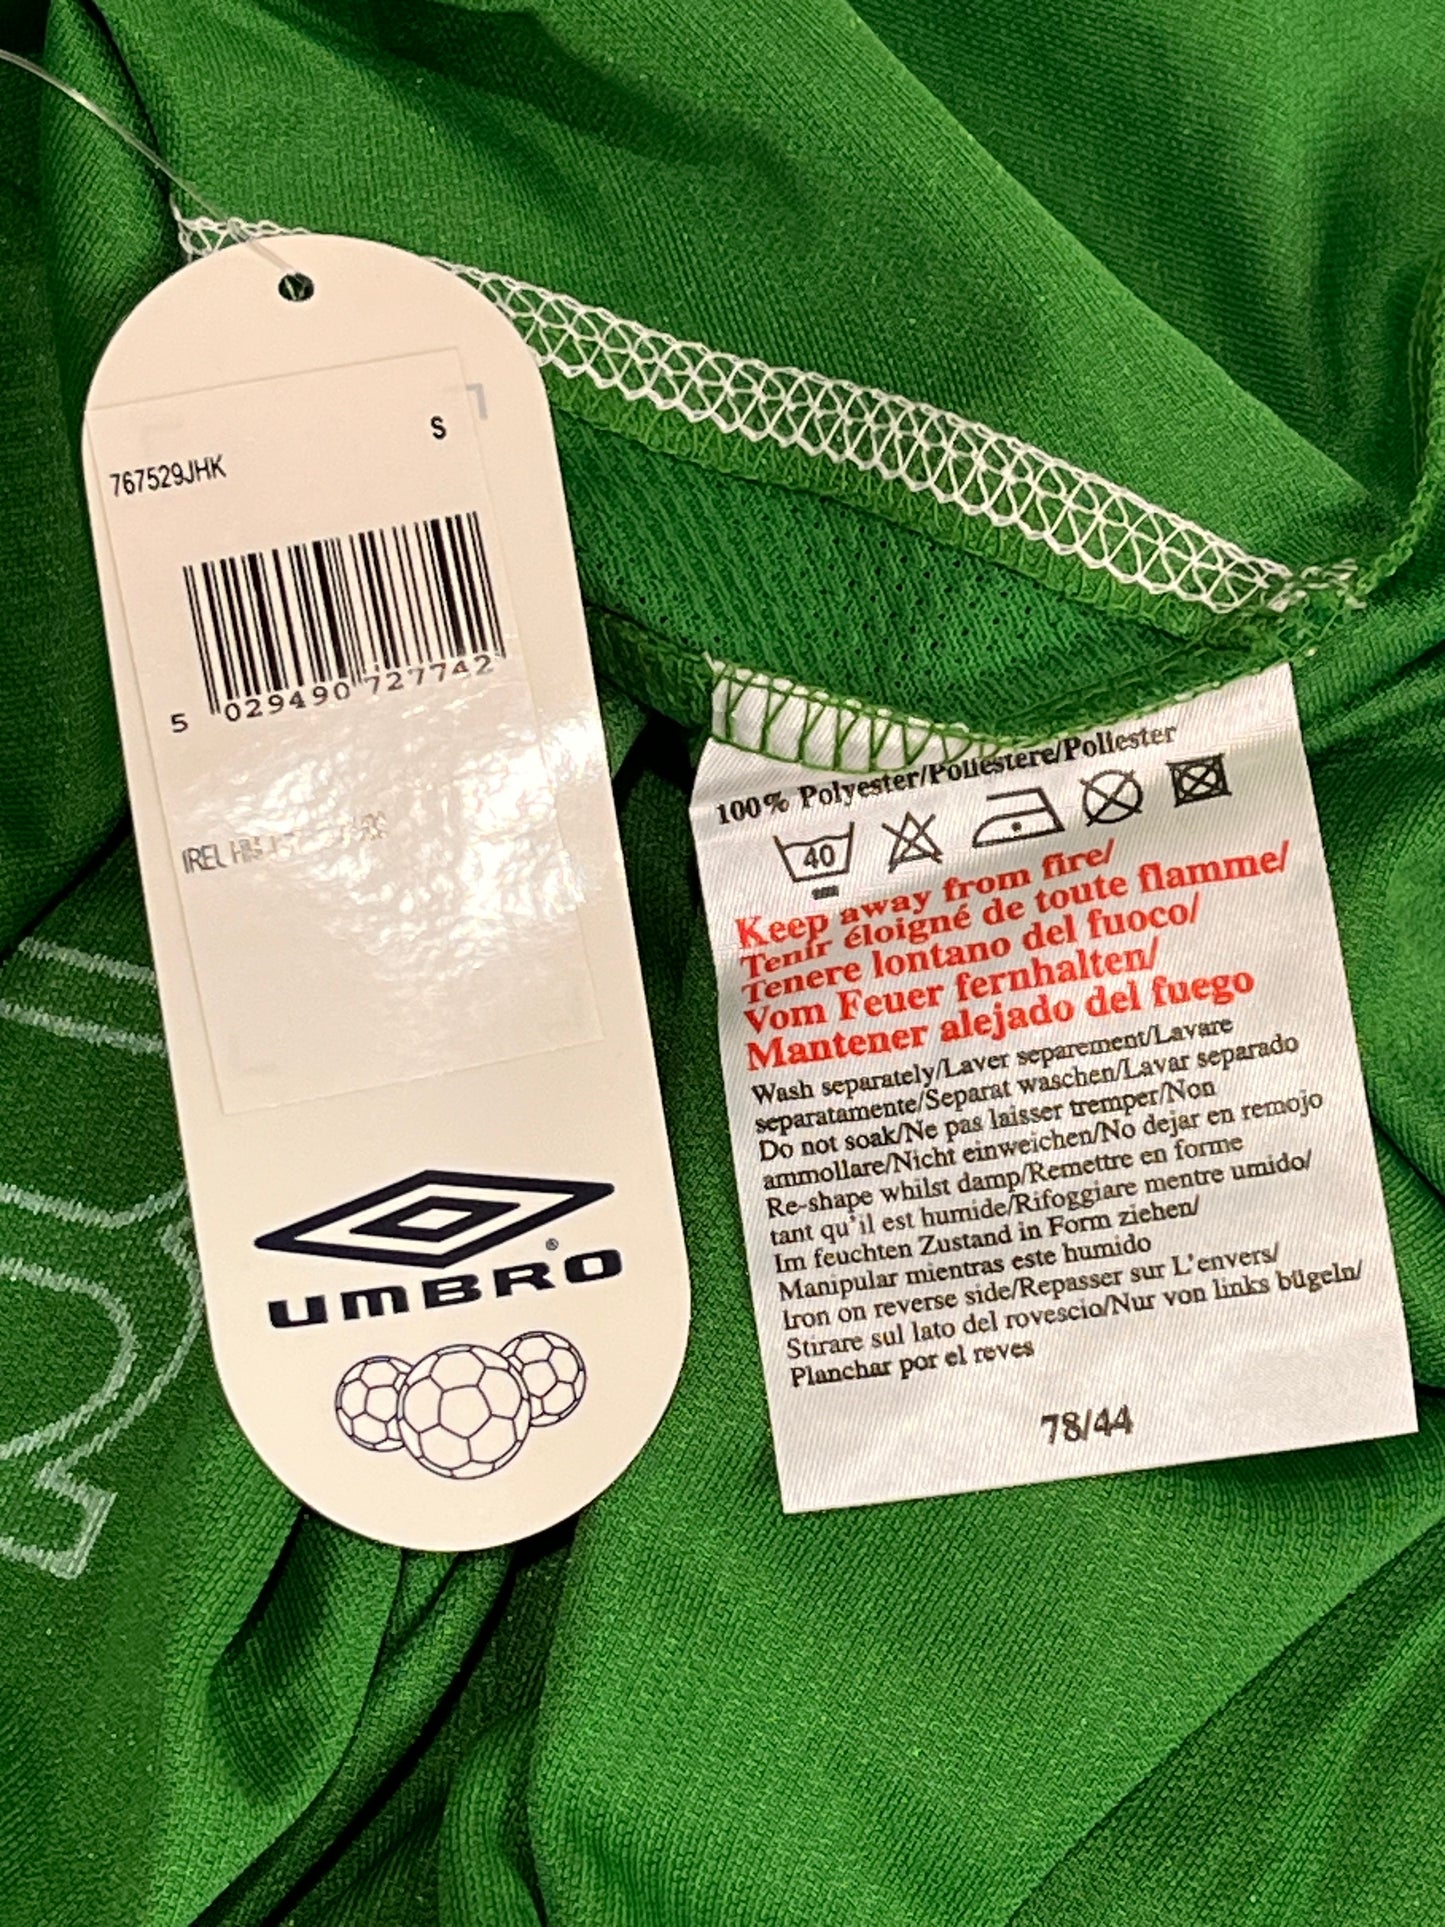 S
767529JHK
5 029490 727742
IREL
UMBRO®
100% Polyester/Poliestere/Poliester
40
Keep away from fire/
Tenir éloigné de toute flamme/
Tenere lontano del fuoco/
Vom Feuer fernhalten/
Mantener alejado del fuego
Wash separately/Laver separement/Lavare
separatamente/Separat waschen/Lavar separado
Do not soak/Ne pas laisser tremper/Non
ammollare/Nicht einweichen/No dejar en remojo
Re-shape whilst damp/Remettre en forme
tant qu'il est humide/Rifoggiare mentre umido/
Im feuchten Zustand in Form ziehen/
Manipular mientras este humido
Iron on reverse side/Repasser sur L'envers/
Stirare sul lato del rovescio/Nur von links bügeln/
Planchar por el reves
78/44